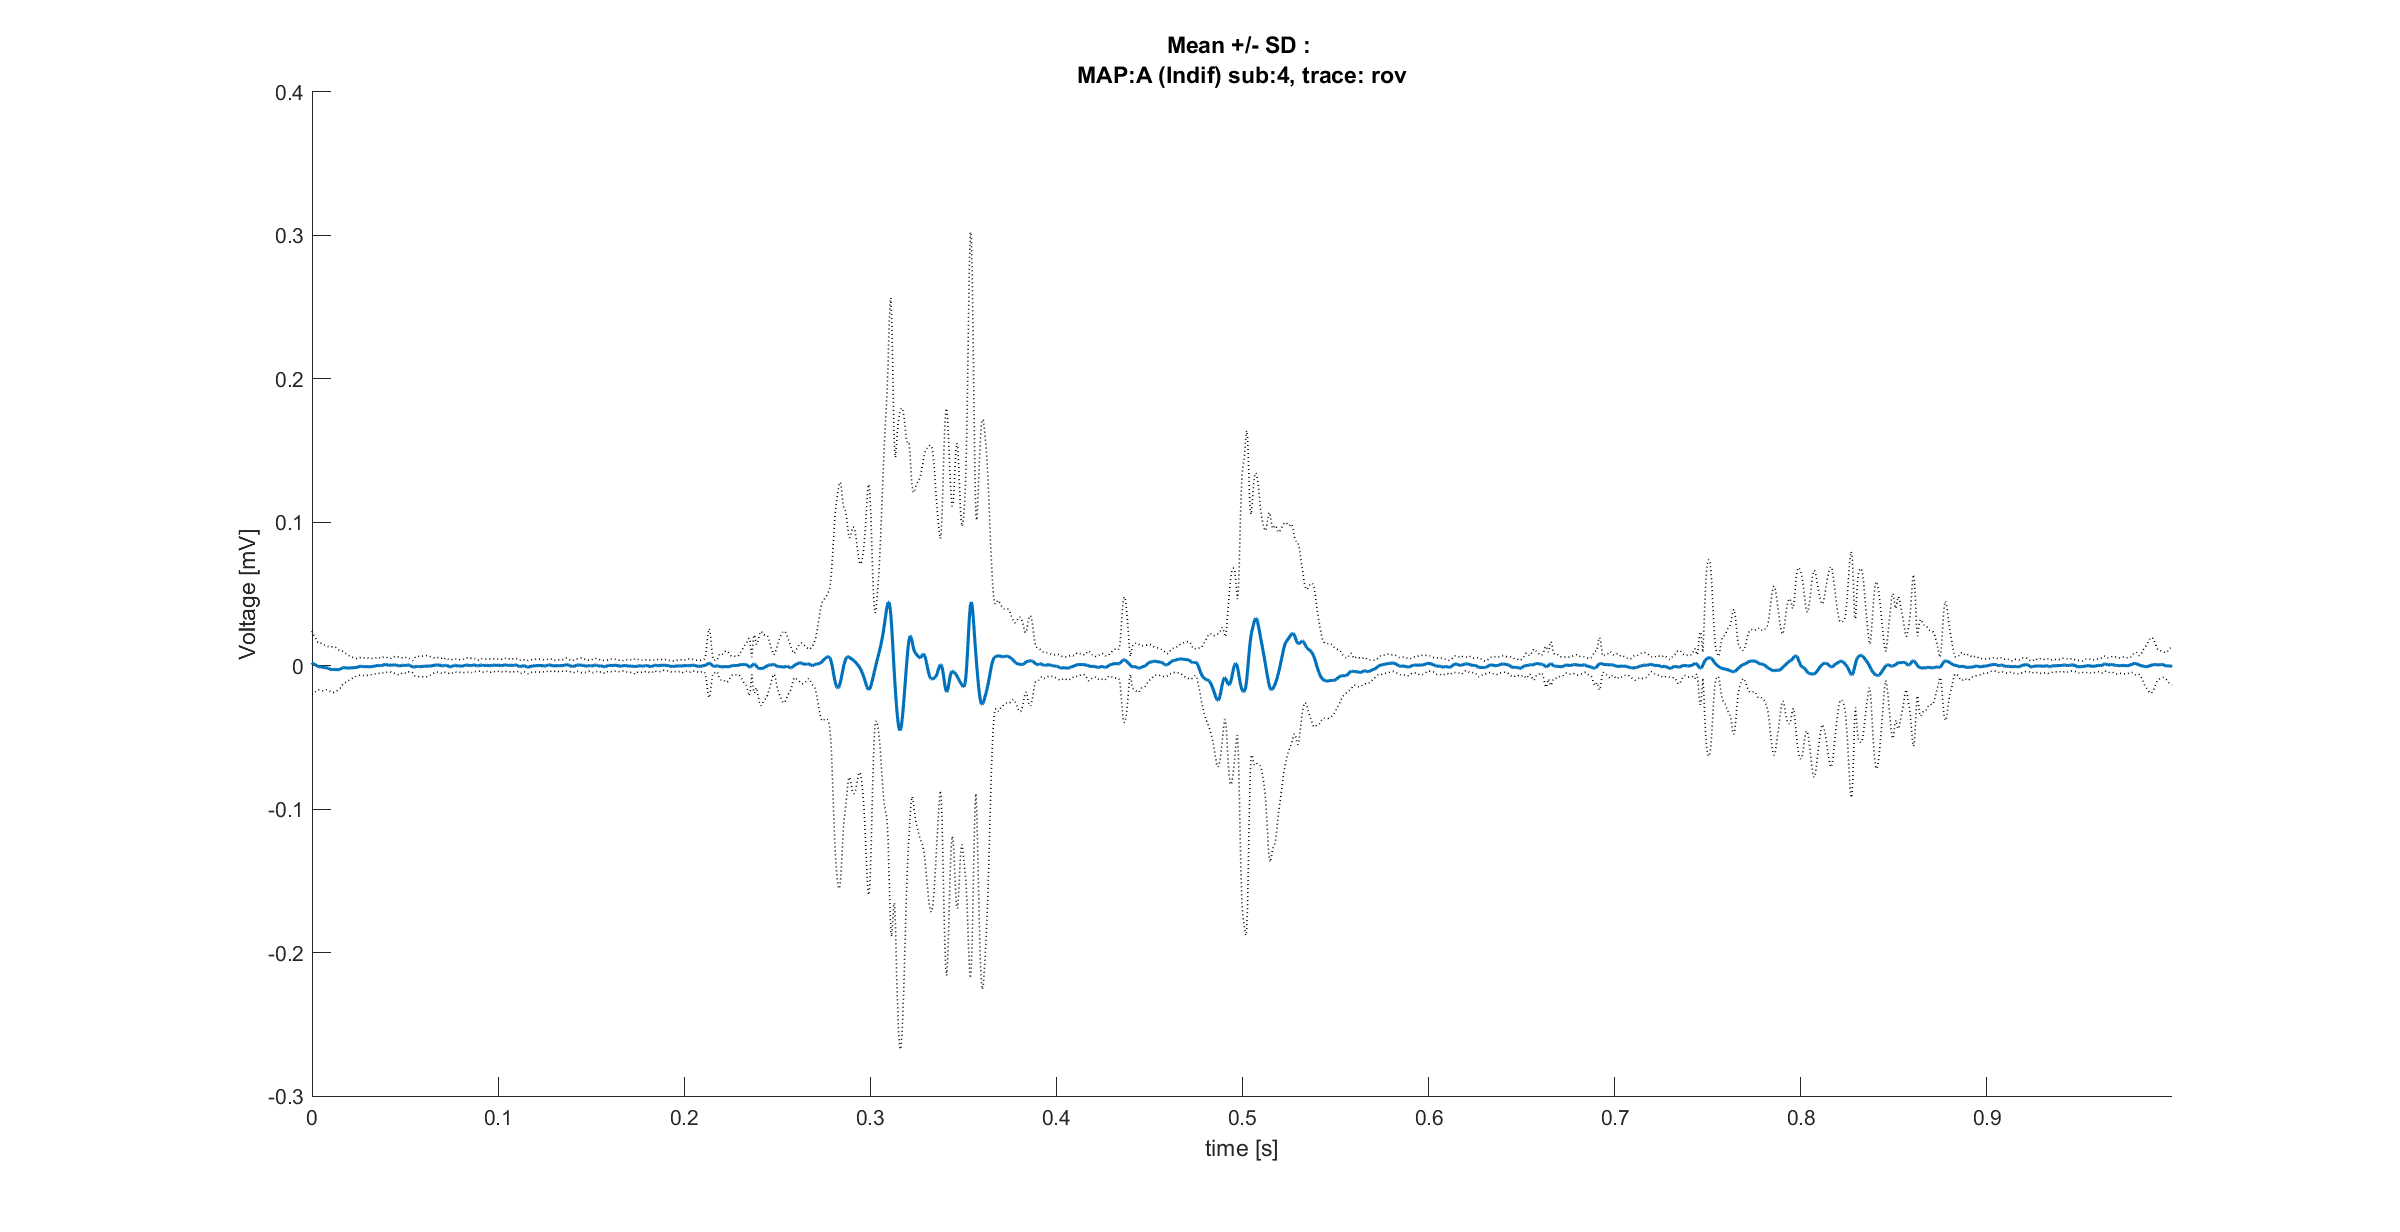 Mean +/- SD :
MAP:A (Indif) sub:4, trace: rov
0.4
0.3
0.2
0.1
0
-0.1
-0.2
-0.3
Voltage [mV]
0 0.1 0.2 0.3 0.4 0.5 0.6 0.7 0.8 0.9
time [s]